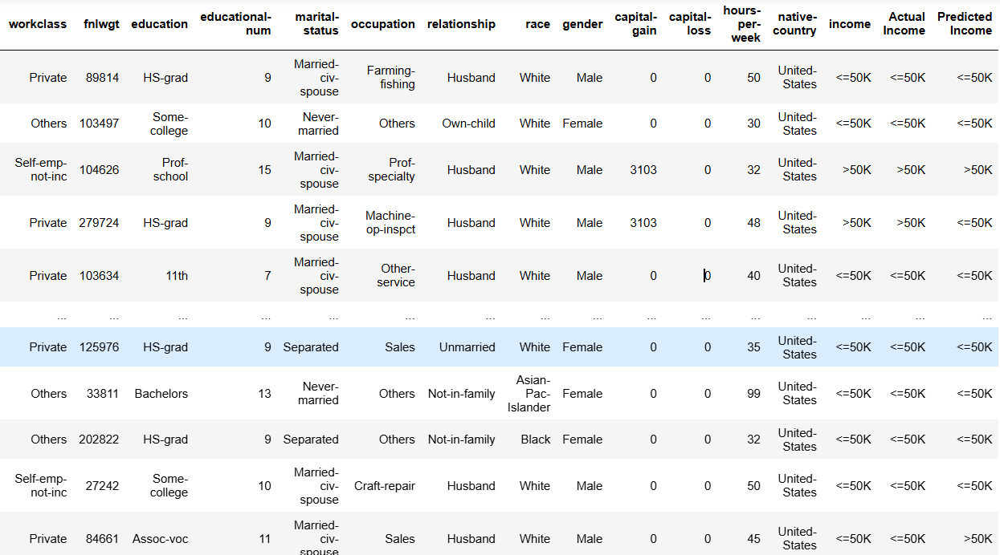 workclass fnlwgt education educational-num marital-status occupation relationship race gender capital-gain capital-loss hours-per-week native-country income Actual Income Predicted Income
Private 89814 HS-grad 9 Married-civ-spouse Farming-fishing Husband White Male 0 0 50 United-States <=50K <=50K <=50K
Others 103497 Some-college 10 Never-married Others Own-child White Female 0 0 30 United-States <=50K <=50K <=50K
Self-emp-not-inc 104626 Prof-school 15 Married-civ-spouse Prof-specialty Husband White Male 3103 0 32 United-States >50K >50K >50K
Private 279724 HS-grad 9 Married-civ-spouse Machine-op-inspct Husband White Male 3103 0 48 United-States >50K >50K <=50K
Private 103634 11th 7 Married-civ-spouse Other-service Husband White Male 0 0 40 United-States <=50K <=50K <=50K
... ... ... ... ... ... ... ... ... ... ... ... ... ... ... ...
Private 125976 HS-grad 9 Separated Sales Unmarried White Female 0 0 35 United-States <=50K <=50K <=50K
Others 33811 Bachelors 13 Never-married Others Not-in-family Asian-Pac-Islander Female 0 0 99 United-States <=50K <=50K <=50K
Others 202822 HS-grad 9 Separated Others Not-in-family Black Female 0 0 32 United-States <=50K <=50K <=50K
Self-emp-not-inc 27242 Some-college 10 Married-civ-spouse Craft-repair Husband White Male 0 0 50 United-States <=50K <=50K <=50K
Private 84661 Assoc-voc 11 Married-civ-spouse Sales Husband White Male 0 0 45 United-States <=50K <=50K >50K